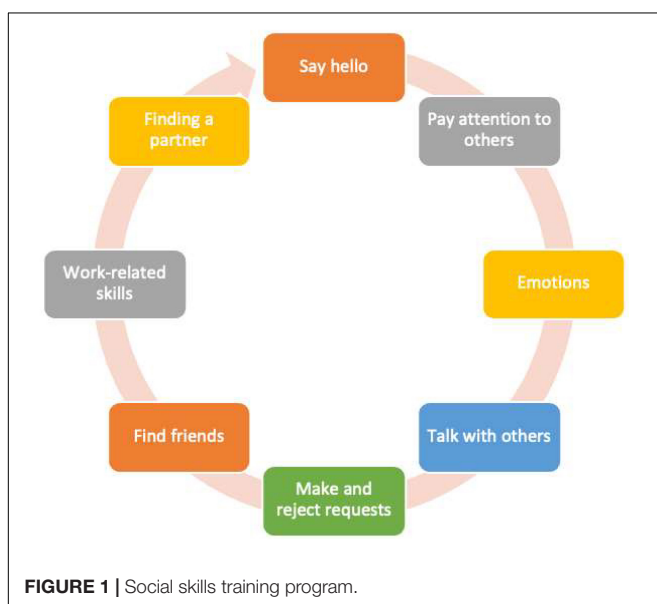 Say hello
Pay attention to
others
Emotions
Talk with others
Make and
reject requests
Find friends
Work-related
skills
Finding a
partner
FIGURE 1 | Social skills training program.